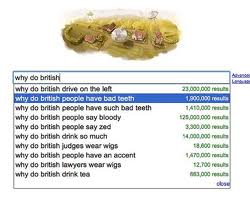 why do british
Advanced
Language
why do british drive on the left 23,000,000 results
why do british people have bad teeth 1,900,000 results
why do british people have such bad teeth 1,410,000 results
why do british people say bloody 125,000,000 results
why do british people say zed 3,300,000 results
why do british drink so much 14,000,000 results
why do british judges wear wigs 18,600 results
why do british people have an accent 1,470,000 results
why do british lawyers wear wigs 12,700 results
why do british drink tea 683,000 results
close